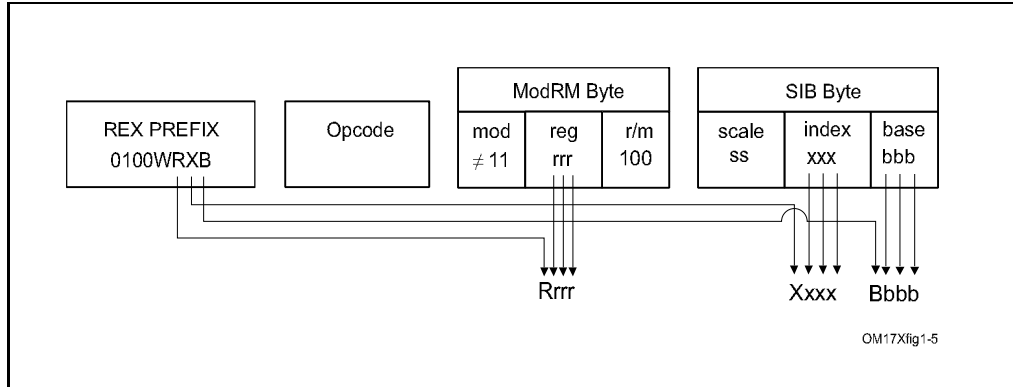 ModRM Byte
SIB Byte
REX PREFIX
0100WRXB
Opcode
mod
≠ 11
reg
rrr
r/m
100
scale
ss
index
xxx
base
bbb
Rrrr
Xxxx
Bbbb
OM17Xfig1-5